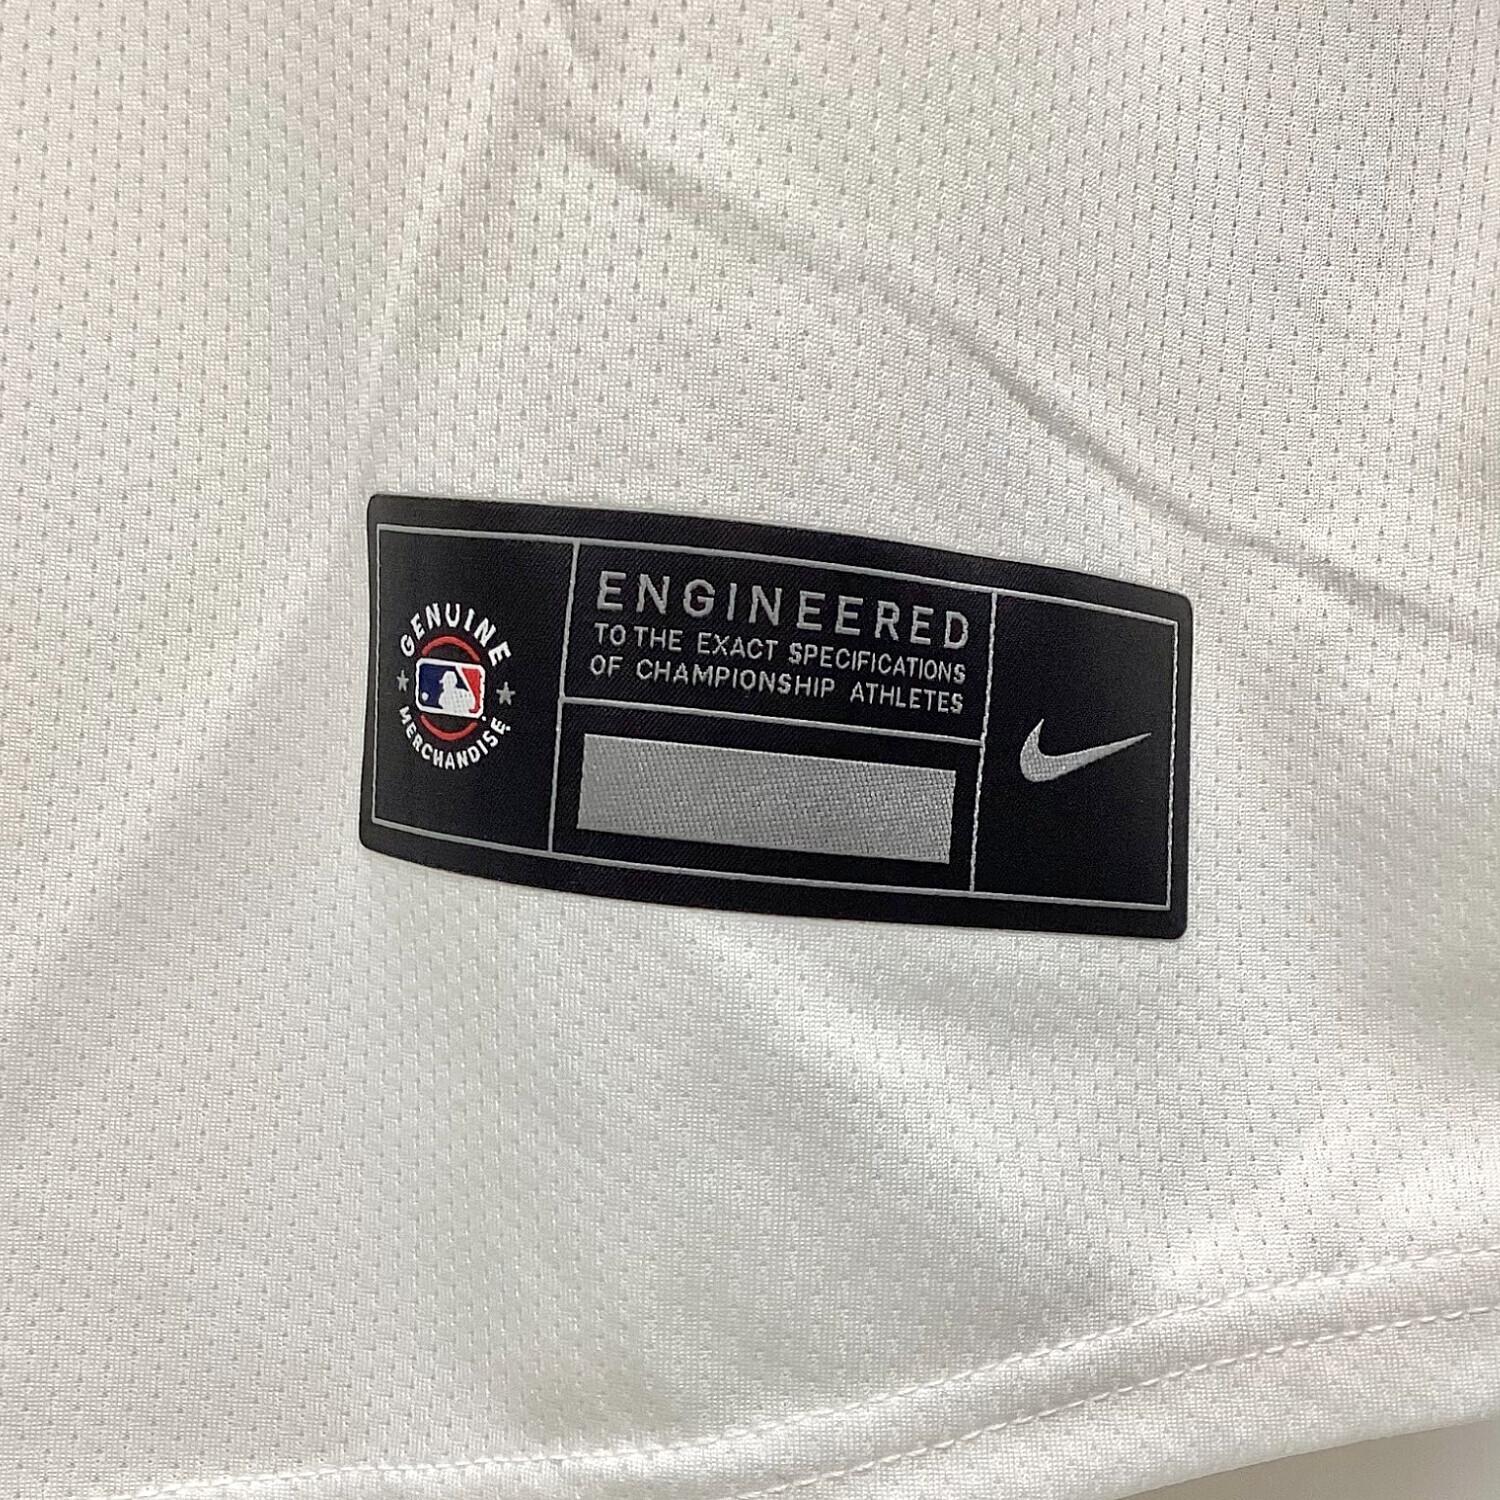 GENUINE
MERCHANDISE
ENGINEERED
TO THE EXACT SPECIFICATIONS
OF CHAMPIONSHIP ATHLETES